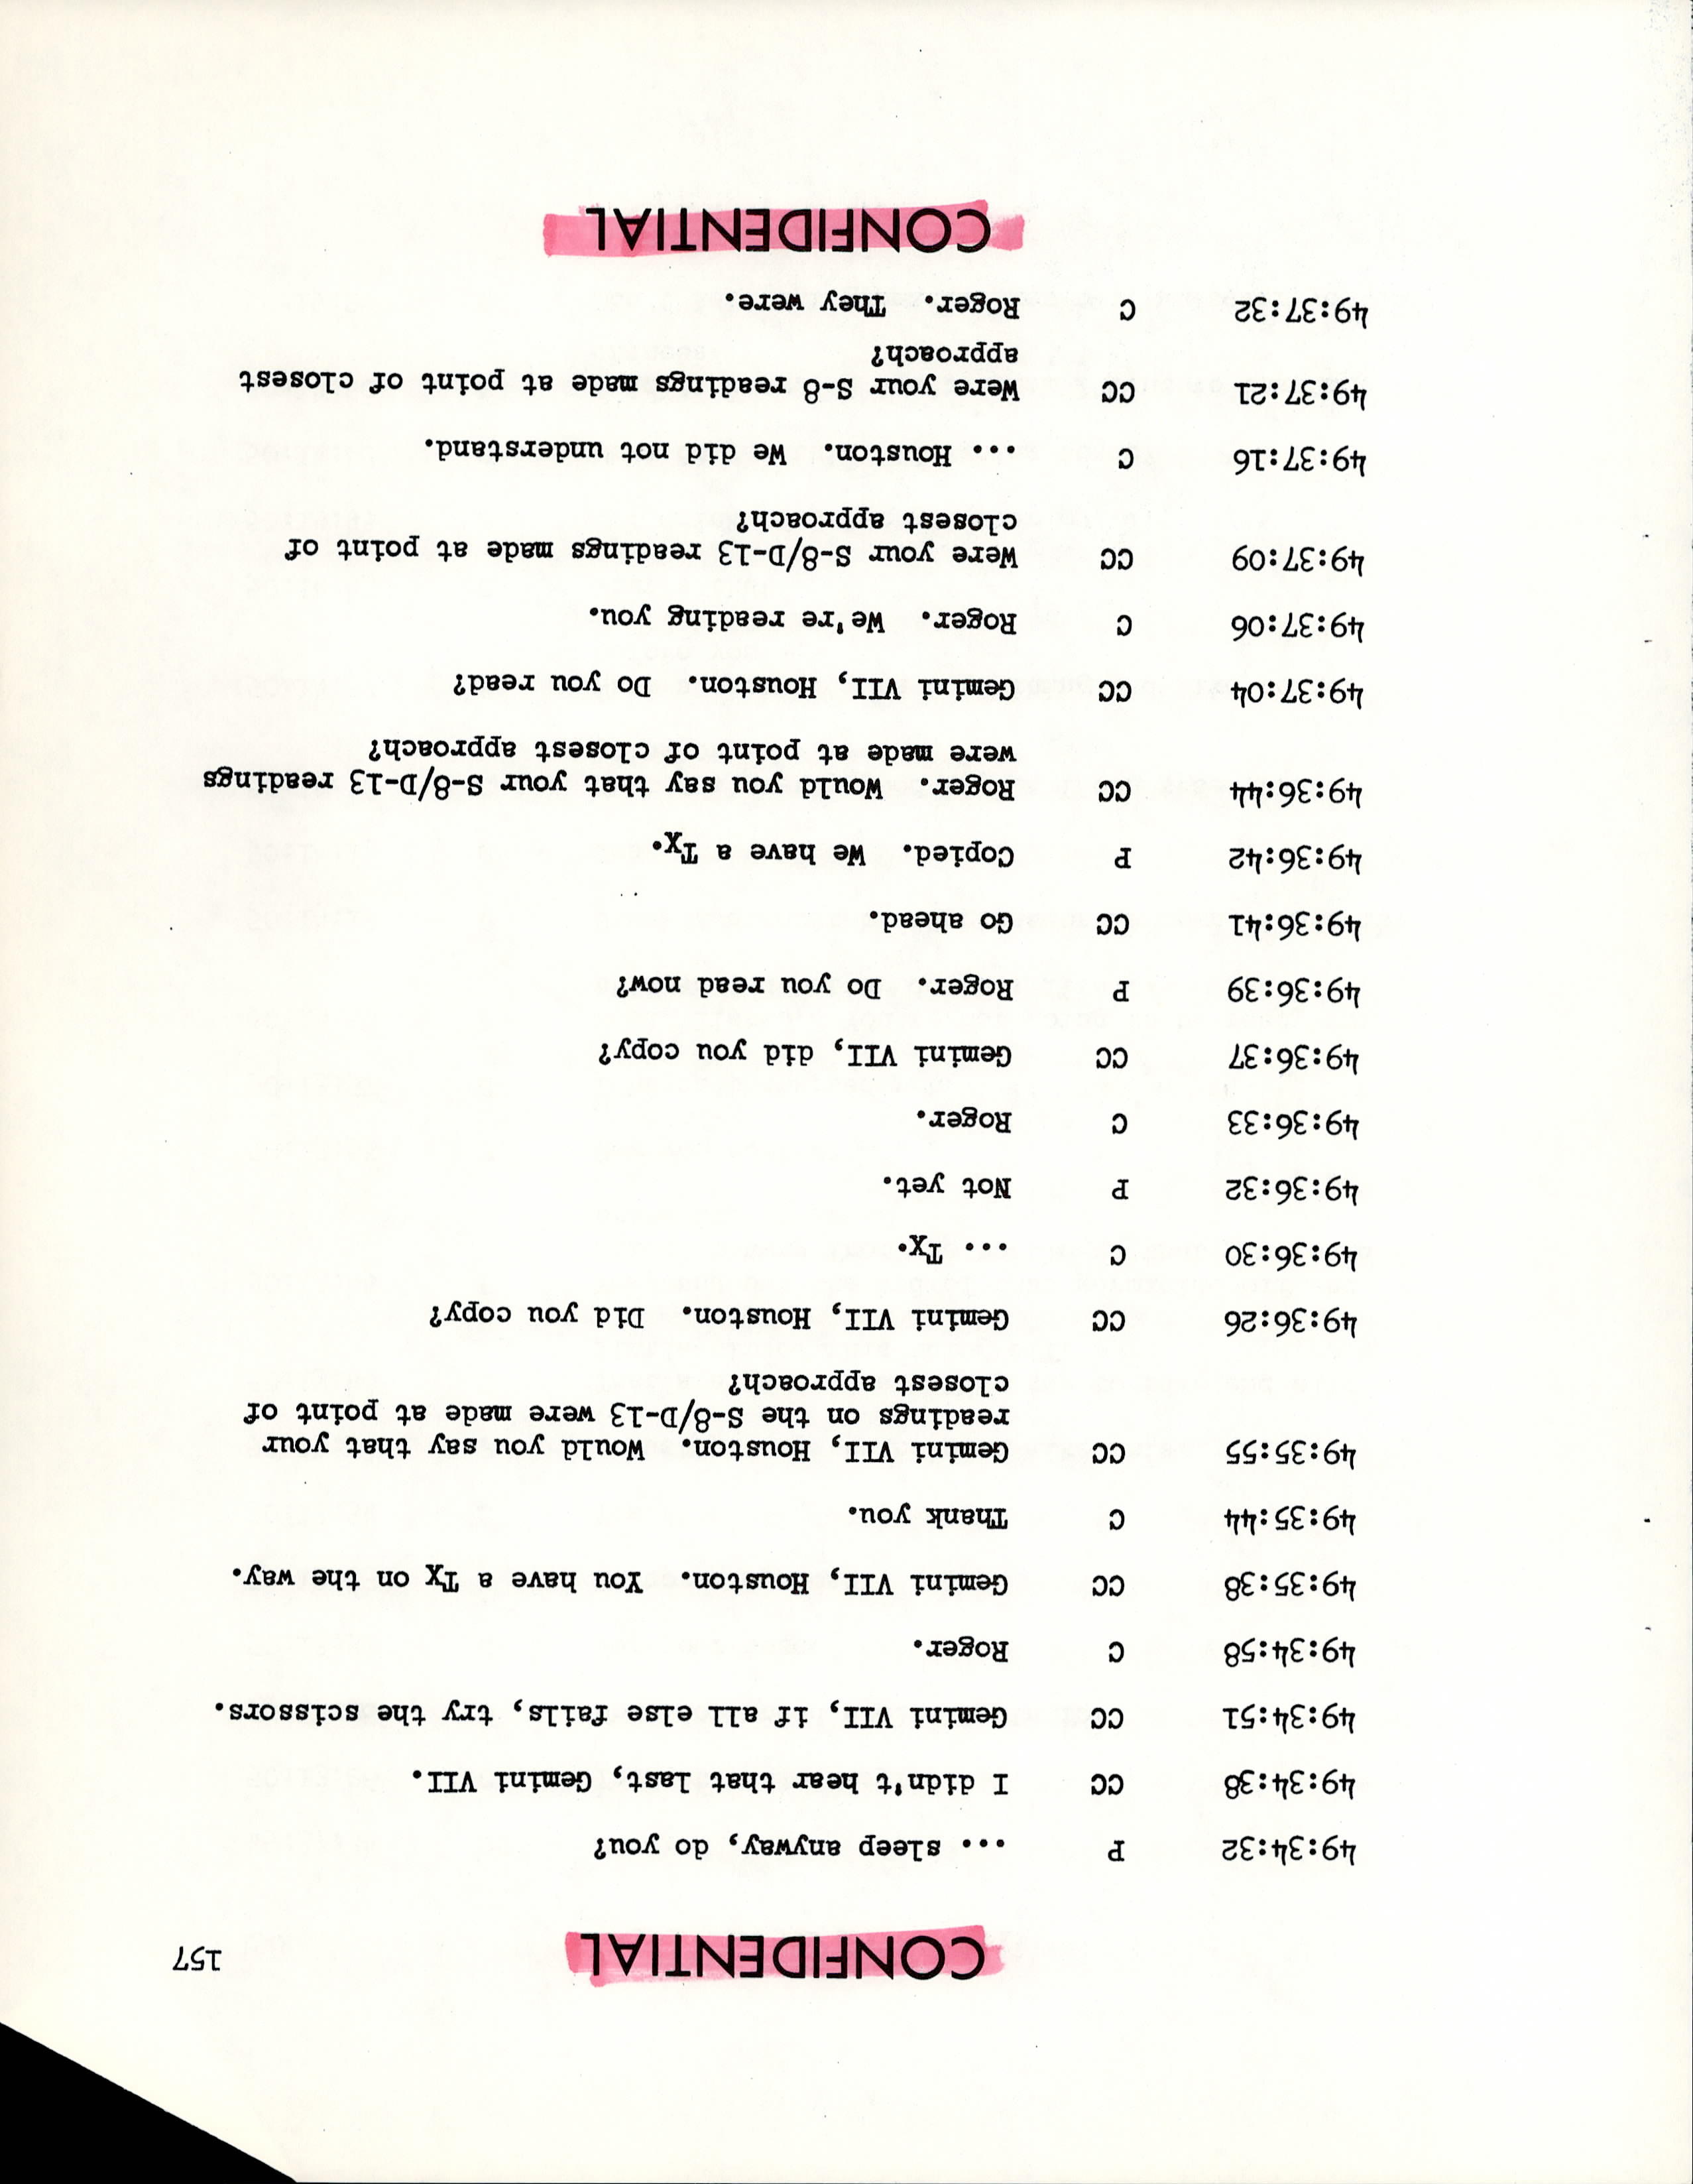 CONFIDENTIAL
157
49:34:32 P ... sleep anyway, do you?
49:34:38 CC I didn't hear that last, Gemini VII.
49:34:51 CC Gemini VII, if all else fails, try the scissors.
49:34:58 C Roger.
49:35:38 CC Gemini VII, Houston. You have a Tx on the way.
49:35:44 C Thank you.
49:35:55 CC Gemini VII, Houston. Would you say that your
readings on the S-8/D-13 were made at point of
closest approach?
49:36:26 CC Gemini VII, Houston. Did you copy?
49:36:30 C ... Tx.
49:36:32 P Not yet.
49:36:33 C Roger.
49:36:37 CC Gemini VII, did you copy?
49:36:39 P Roger. Do you read now?
49:36:41 CC Go ahead.
49:36:42 P Copied. We have a Tx.
49:36:44 CC Roger. Would you say that your S-8/D-13 readings
were made at point of closest approach?
49:37:04 CC Gemini VII, Houston. Do you read?
49:37:06 C Roger. We're reading you.
49:37:09 CC Were your S-8/D-13 readings made at point of
closest approach?
49:37:16 C ... Houston. We did not understand.
49:37:21 CC Were your S-8 readings made at point of closest
approach?
49:37:32 C Roger. They were.
CONFIDENTIAL